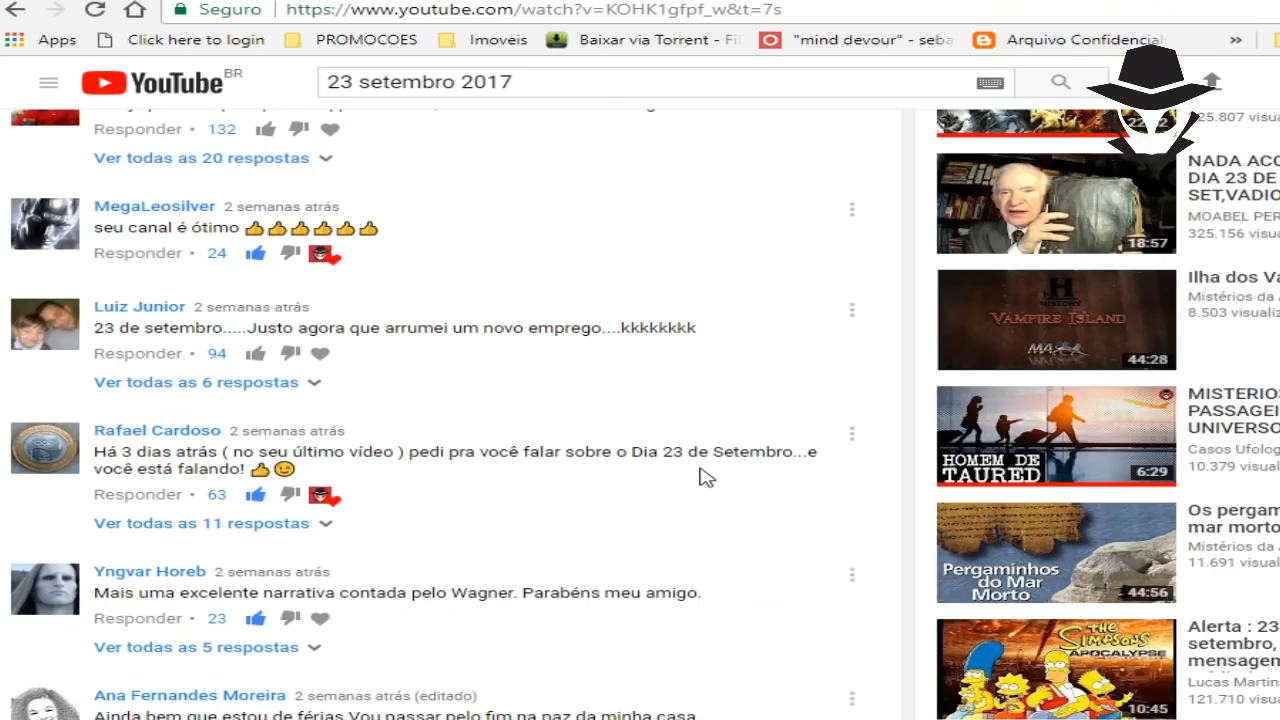 Seguro
https://www.youtube.com/watch?v=KOHK1gfpf_w&t=7s
Apps
Click here to login
PROMOCOES
Imoveis
Baixar via Torrent - Fi
"mind devour" - seba
Arquivo Confidencial
»
YouTube BR
23 setembro 2017
Responder • 132
Ver todas as 20 respostas
MegaLeosilver 2 semanas atrás
seu canal é ótimo 👍👍👍👍👍👍
Responder • 24
Luiz Junior 2 semanas atrás
23 de setembro.....Justo agora que arrumei um novo emprego....kkkkkkkk
Responder • 94
Ver todas as 6 respostas
Rafael Cardoso 2 semanas atrás
Há 3 dias atrás ( no seu último vídeo ) pedi pra você falar sobre o Dia 23 de Setembro...e
você está falando! 👍😉
Responder • 63
Ver todas as 11 respostas
Yngvar Horeb 2 semanas atrás
Mais uma excelente narrativa contada pelo Wagner. Parabéns meu amigo.
Responder • 23
Ver todas as 5 respostas
Ana Fernandes Moreira 2 semanas atrás (editado)
Ainda bem que estou de férias Vou passar pelo fim na paz da minha casa
325.807 visua
NADA ACO
DIA 23 DE
SET,VADIO
MOABEL PER
325.156 visua
18:57
Ilha dos Va
Mistérios da A
8.503 visualiz
HISTORY
VAMPIRE ISLAND
44:28
MISTERIO
PASSAGEI
UNIVERSO
Casos Ufolog
10.379 visua
HOMEM DE
TAURED
6:29
Os pergam
mar morto
Mistérios da A
11.691 visual
Pergaminhos
do Mar
Morto
44:56
Alerta : 23
setembro,
mensagem
Lucas Martins
121.710 visua
THE
SIMPSONS
APOCALYPSE
10:45